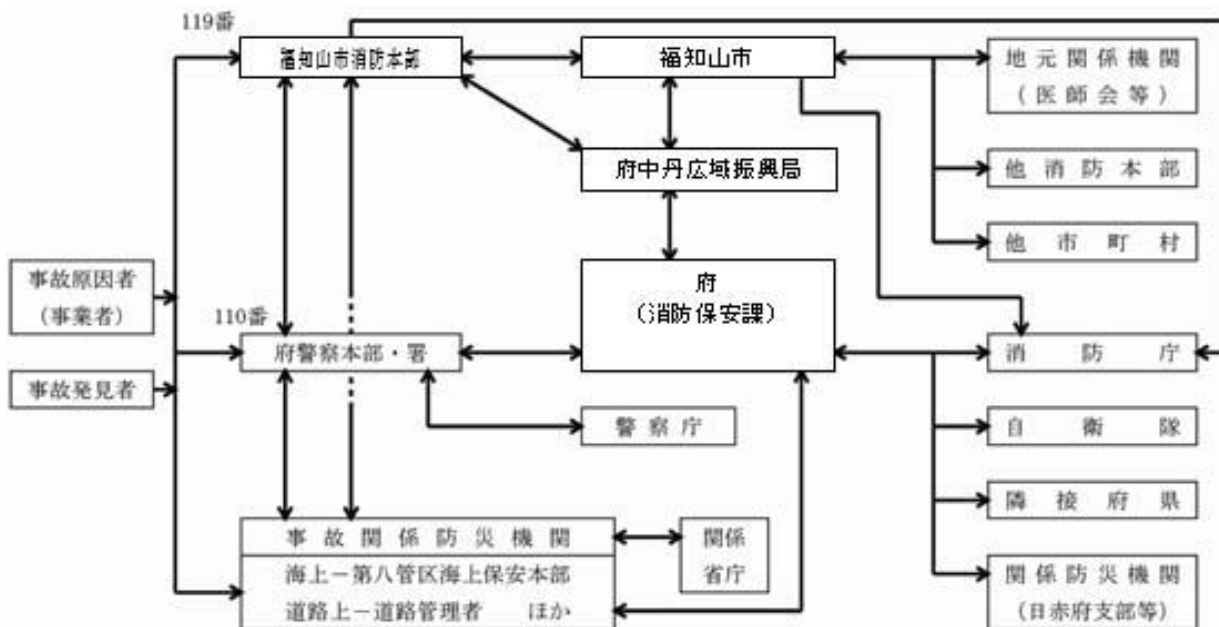 119番
福知山市消防本部
福知山市
地元関係機関
(医師会等)
府中丹広域振興局
他消防本部
他市町村
事故原因者
(事業者)
府
(消防保安課)
110番
府警察本部・署
消防庁
事故発見者
警察庁
自衛隊
隣接府県
事故関係防災機関
海上－第八管区海上保安本部
道路上－道路管理者 ほか
関係
省庁
関係防災機関
(日赤府支部等)